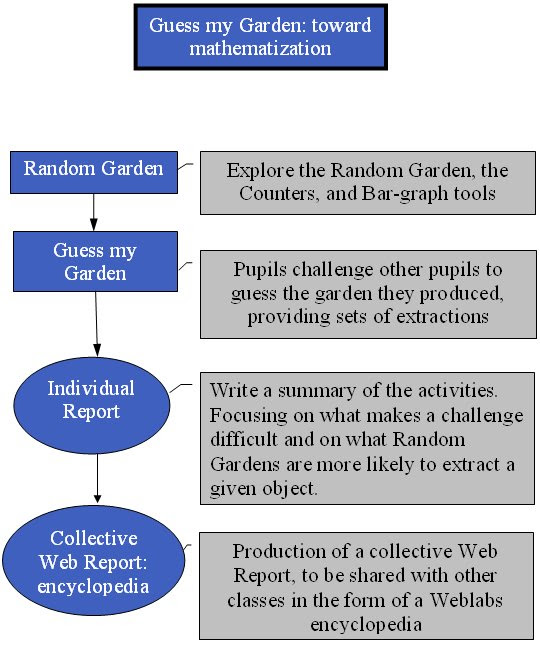 Guess my Garden: toward
mathematization
Random Garden
Explore the Random Garden, the
Counters, and Bar-graph tools
Guess my
Garden
Pupils challenge other pupils to
guess the garden they produced,
providing sets of extractions
Individual
Report
Write a summary of the activities.
Focusing on what makes a challenge
difficult and on what Random
Gardens are more likely to extract a
given object.
Collective
Web Report:
encyclopedia
Production of a collective Web
Report, to be shared with other
classes in the form of a Weblabs
encyclopedia